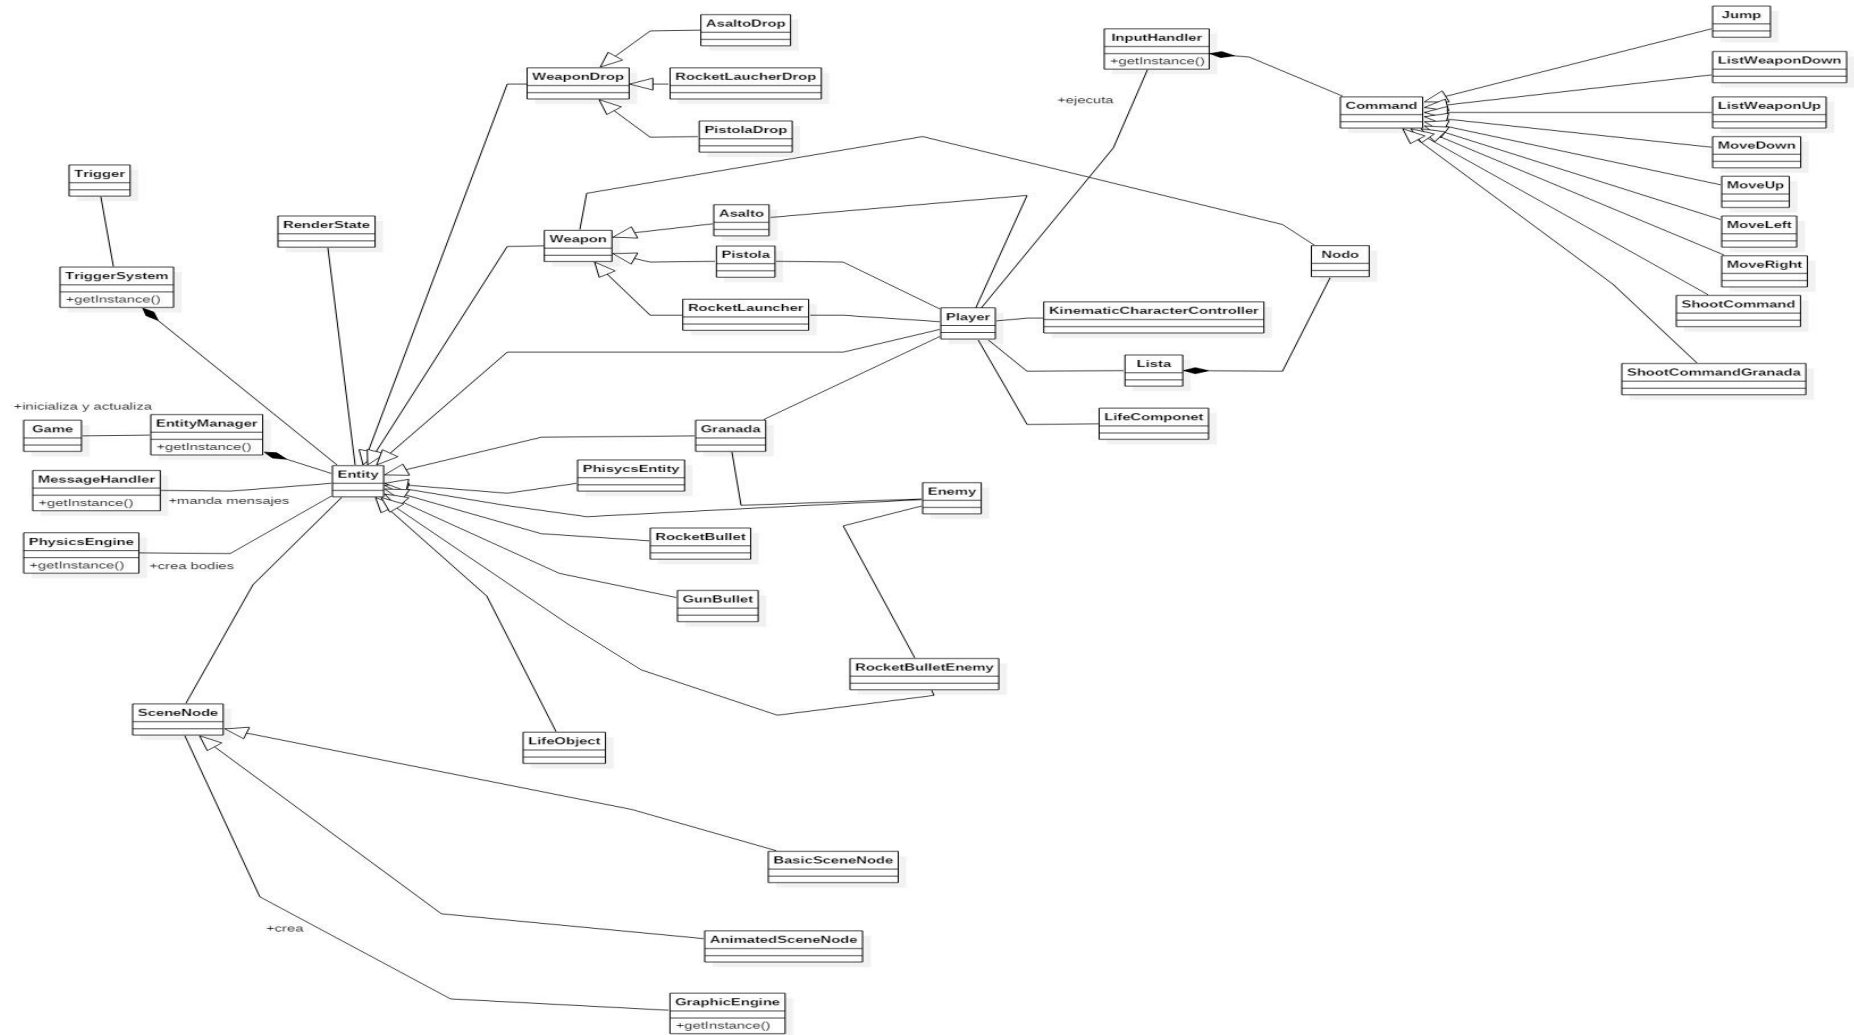 AsaltoDrop
WeaponDrop
RocketLaucherDrop
PistolaDrop
InputHandler
+getInstance()
+ejecuta
Command
Jump
ListWeaponDown
ListWeaponUp
MoveDown
MoveUp
MoveLeft
MoveRight
ShootCommand
ShootCommandGranada
Trigger
TriggerSystem
+getInstance()
RenderState
Weapon
Asalto
Pistola
RocketLauncher
Nodo
Player
KinematicCharacterController
Lista
LifeComponet
+inicializa y actualiza
Game
EntityManager
+getInstance()
MessageHandler
+getInstance()
+manda mensajes
Entity
PhysicsEngine
+getInstance()
+crea bodies
Granada
PhisycsEntity
Enemy
RocketBullet
GunBullet
RocketBulletEnemy
SceneNode
LifeObject
BasicSceneNode
AnimatedSceneNode
+crea
GraphicEngine
+getInstance()